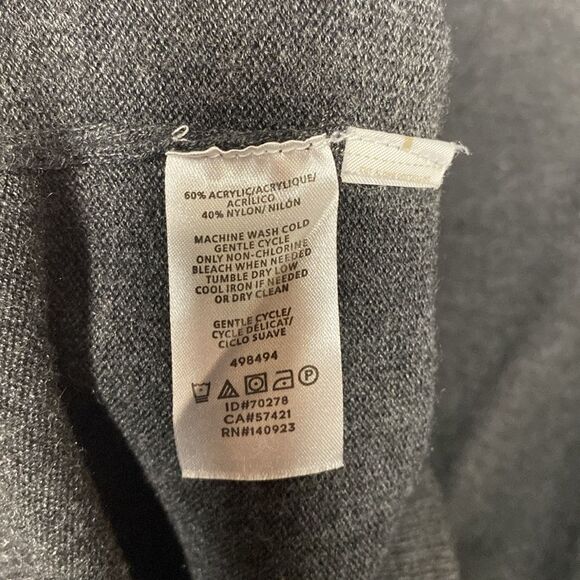 60% ACRYLIC/ACRYLIQUE/
ACRÍLICO
40% NYLON/ NILÓN
MACHINE WASH COLD
GENTLE CYCLE
ONLY NON-CHLORINE
BLEACH WHEN NEEDED
TUMBLE DRY LOW
COOL IRON IF NEEDED
OR DRY CLEAN
GENTLE CYCLE/
CYCLE DÉLICAT/
CICLO SUAVE
498494
P
ID#70278
CA#57421
RN#140923